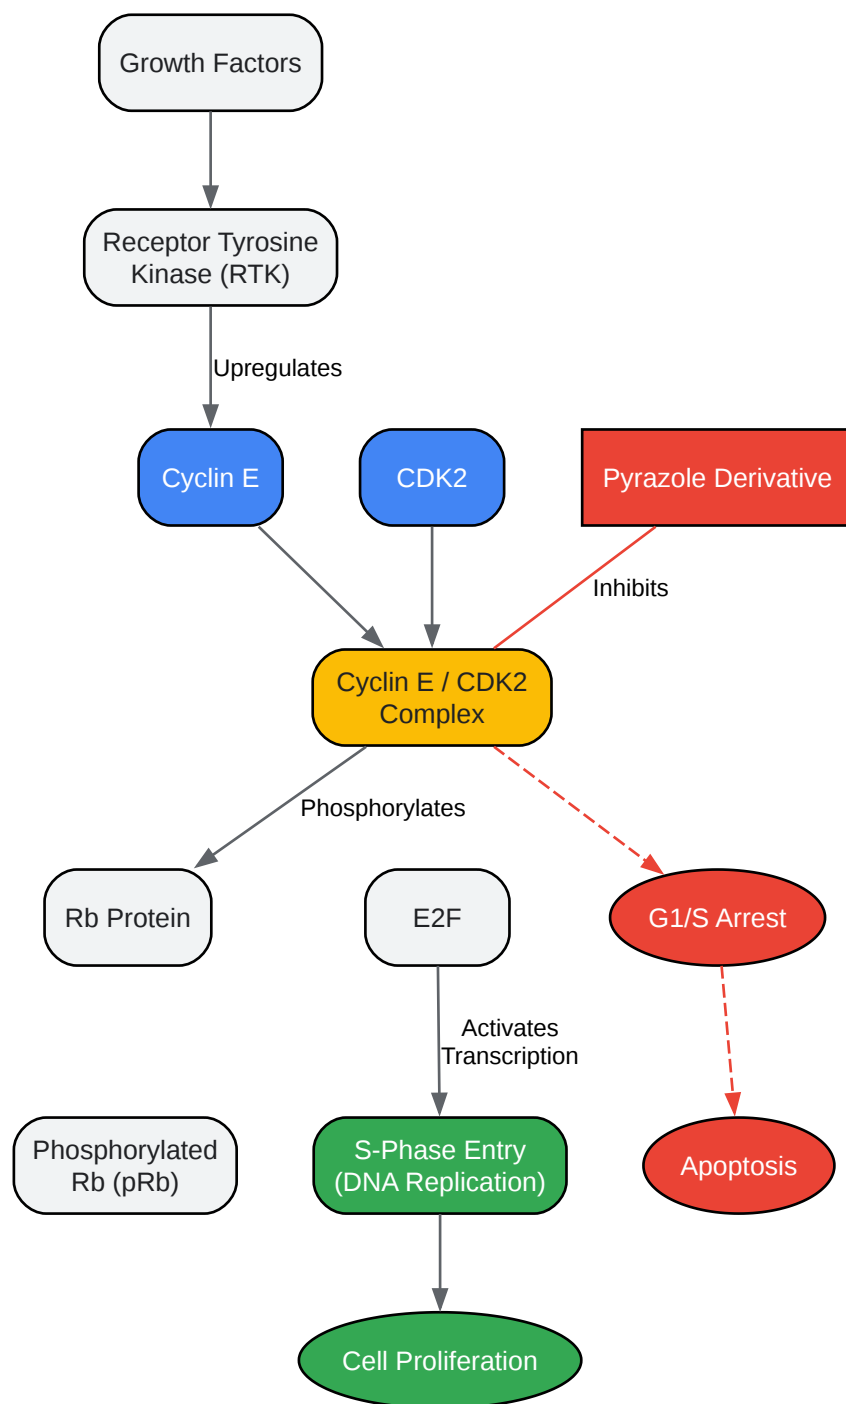 Growth Factors
Receptor Tyrosine
Kinase (RTK)
Upregulates
Cyclin E
CDK2
Pyrazole Derivative
Inhibits
Cyclin E / CDK2
Complex
Phosphorylates
Rb Protein
E2F
G1/S Arrest
Activates
Transcription
Phosphorylated
Rb (pRb)
S-Phase Entry
(DNA Replication)
Apoptosis
Cell Proliferation